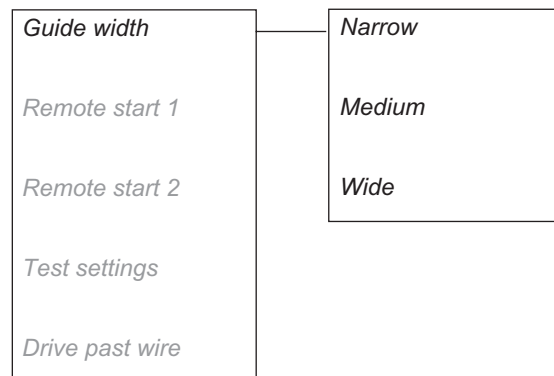 Guide width
Remote start 1
Remote start 2
Test settings
Drive past wire
Narrow
Medium
Wide